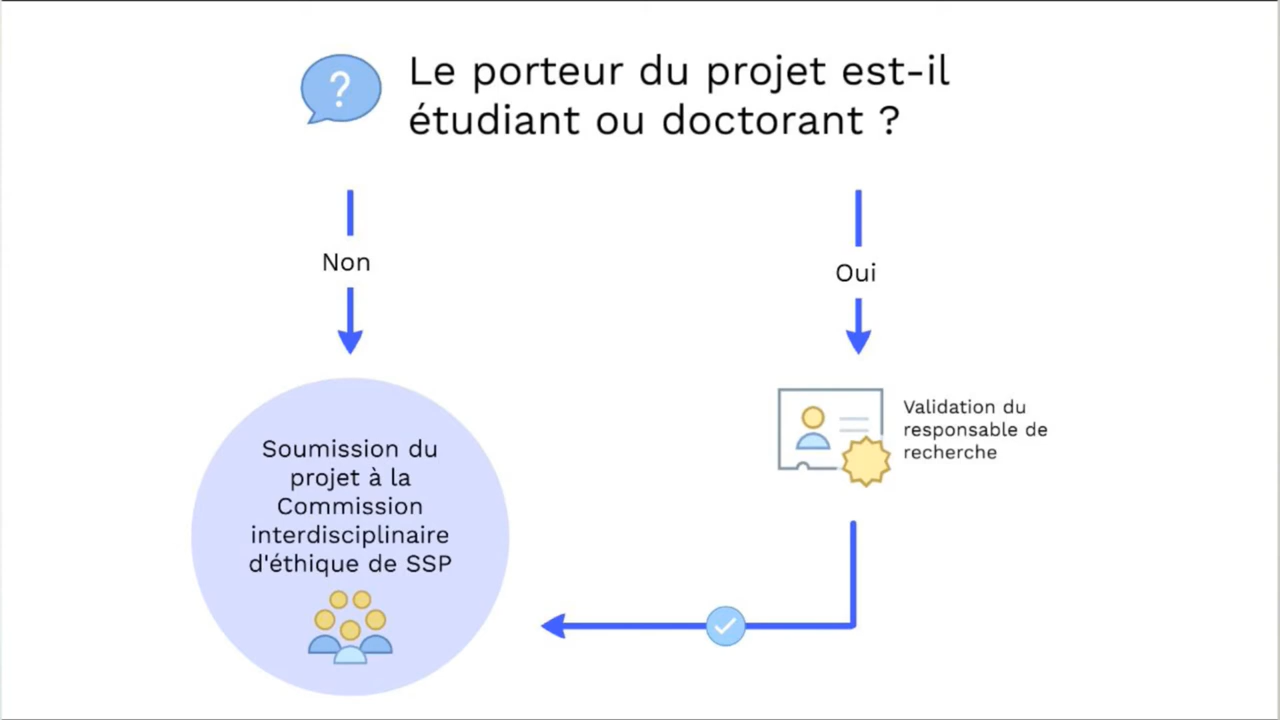 ?
Le porteur du projet est-il
étudiant ou doctorant ?
Non
Oui
Soumission du
projet à la
Commission
interdisciplinaire
d'éthique de SSP
Validation du
responsable de
recherche